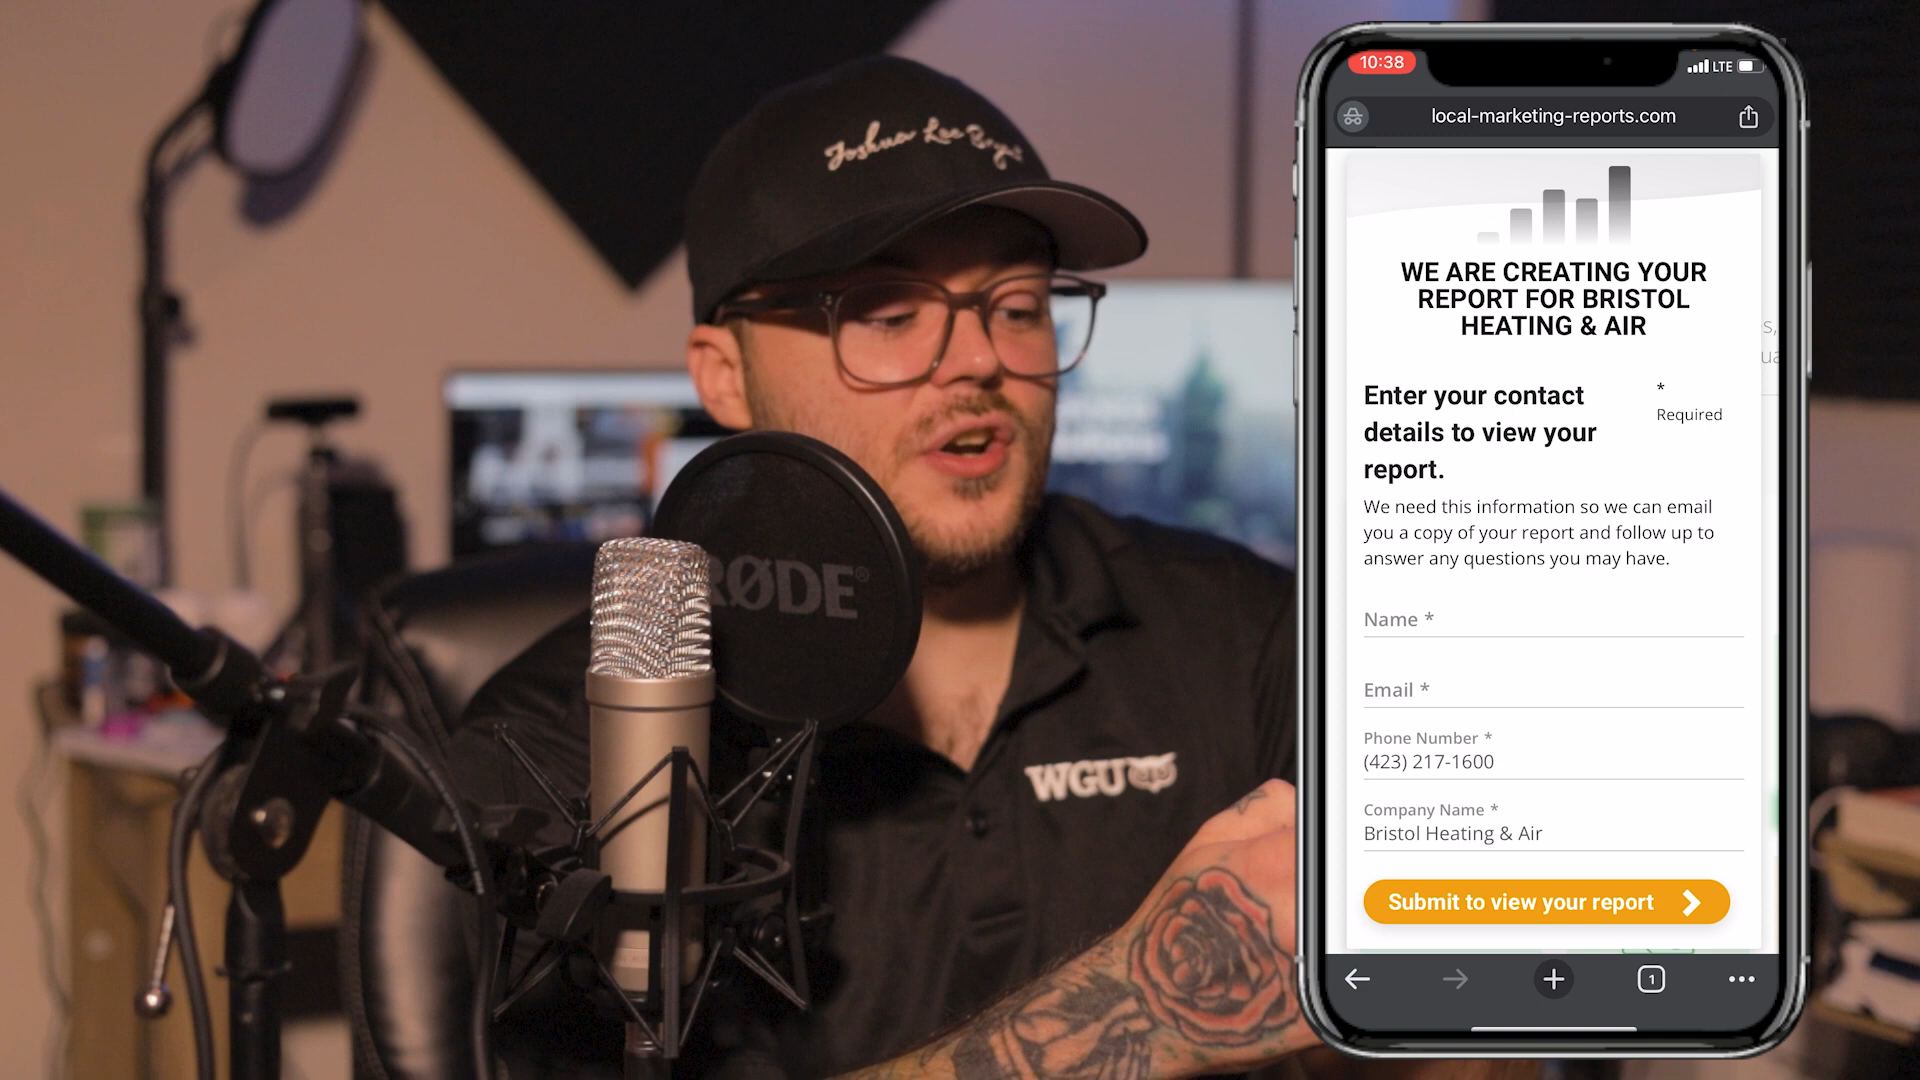 Joshua Lee
RØDE®
WGU
10:38
LTE
local-marketing-reports.com
WE ARE CREATING YOUR
REPORT FOR BRISTOL
HEATING & AIR
Enter your contact
details to view your
report.
*
Required
We need this information so we can email
you a copy of your report and follow up to
answer any questions you may have.
Name *
Email *
Phone Number *
(423) 217-1600
Company Name *
Bristol Heating & Air
Submit to view your report
1